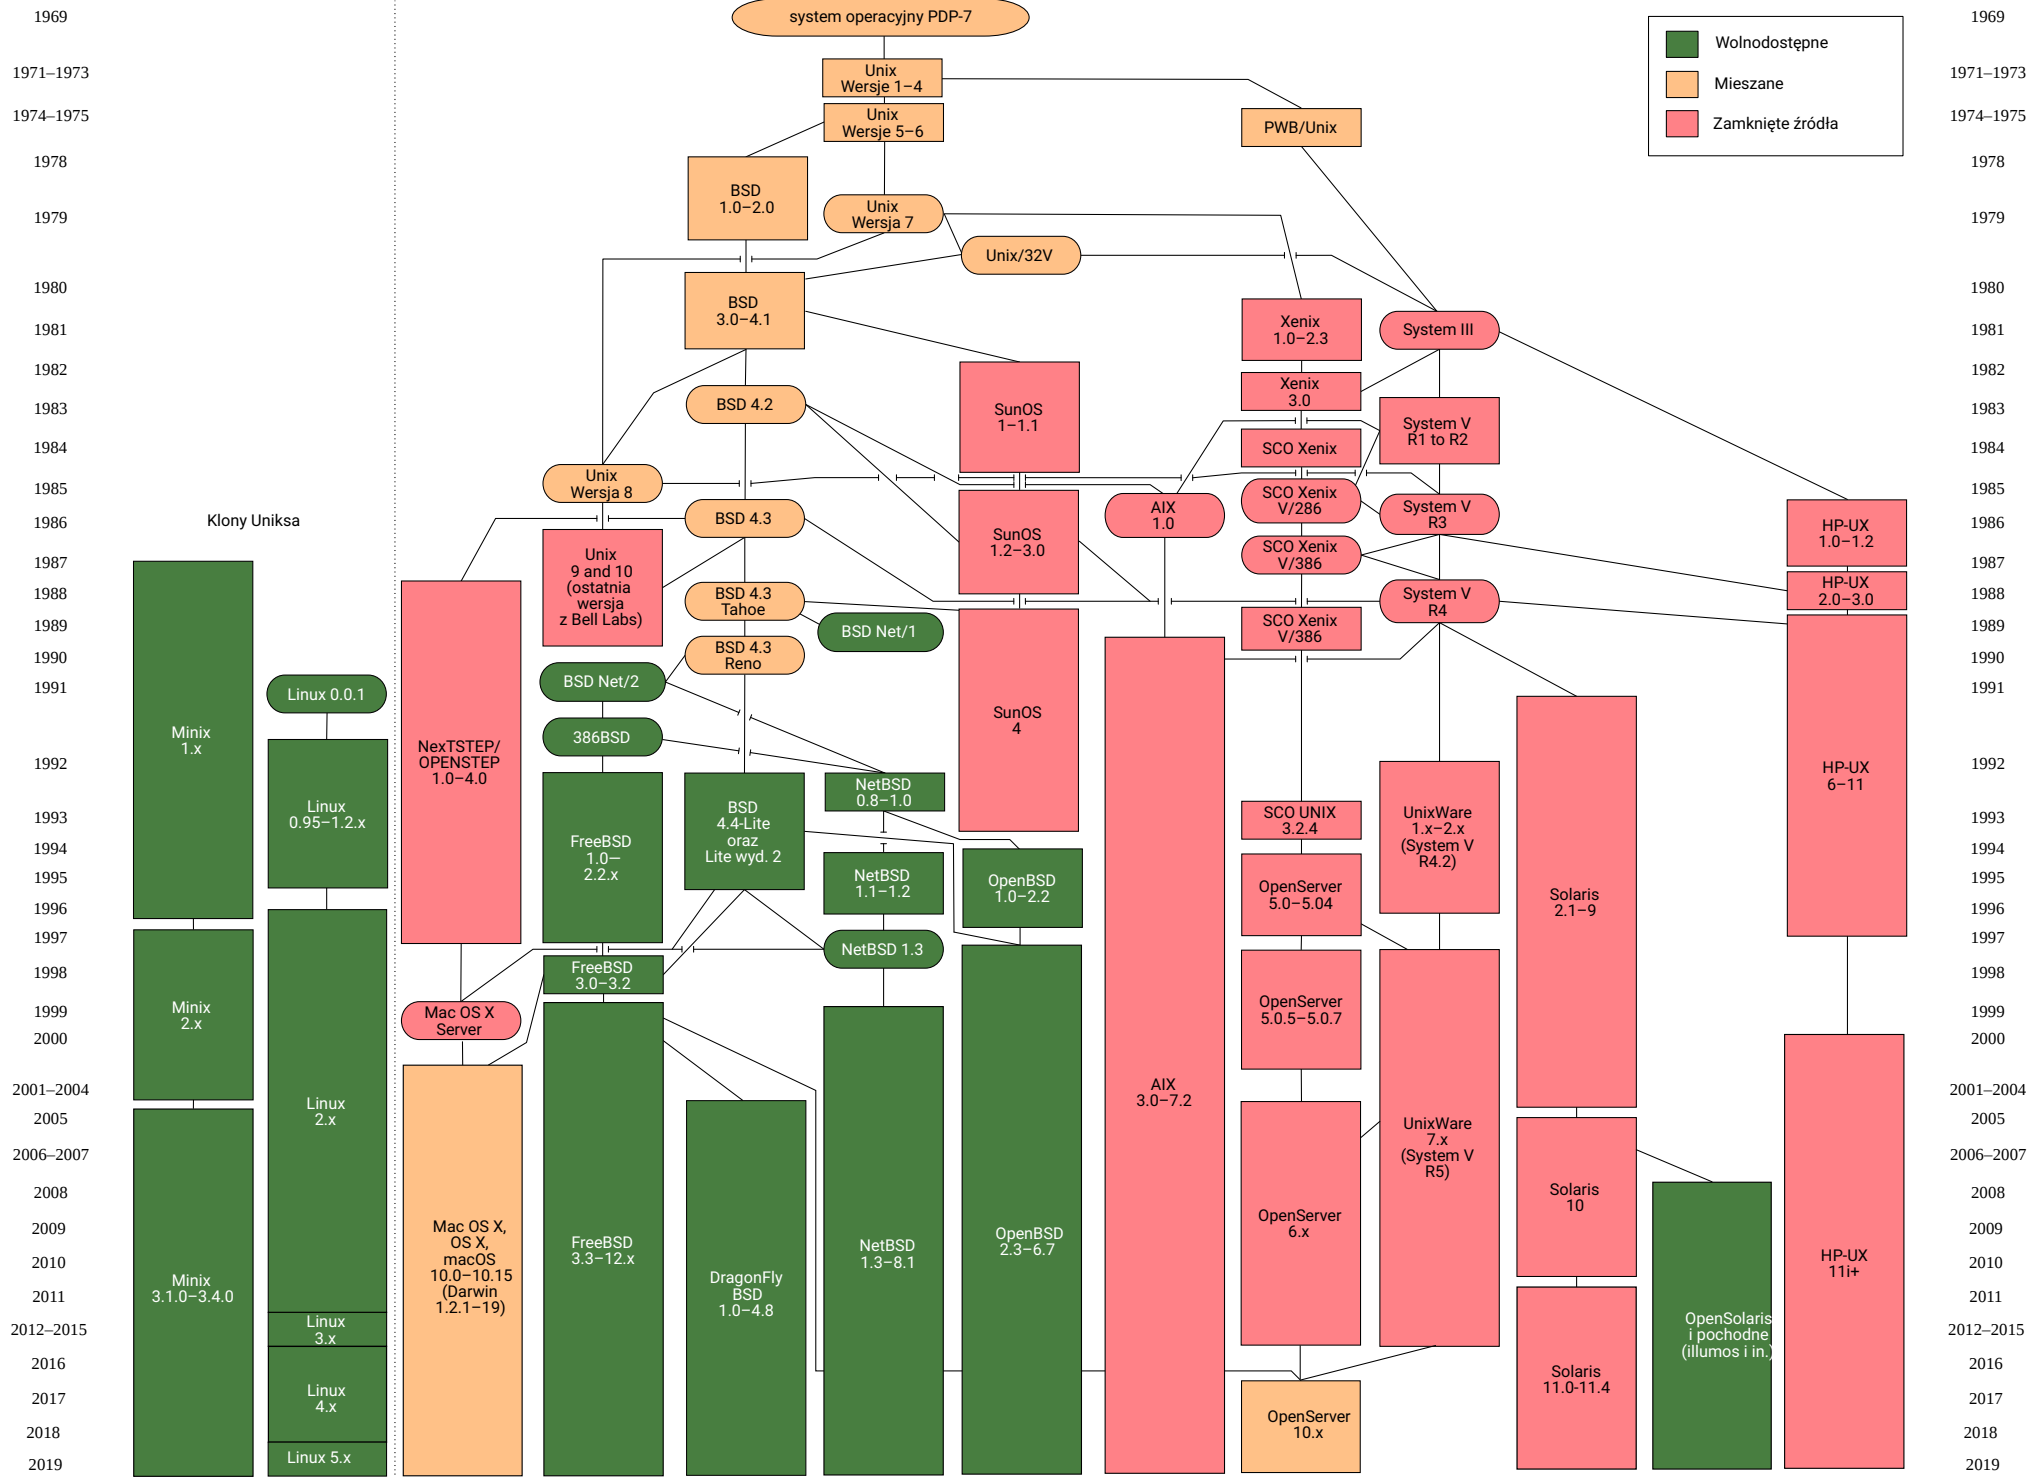 1969
1971–1973
1974–1975
1978
1979
1980
1981
1982
1983
1984
1985
1986
1987
1988
1989
1990
1991
1992
1993
1994
1995
1996
1997
1998
1999
2000
2001–2004
2005
2006–2007
2008
2009
2010
2011
2012–2015
2016
2017
2018
2019
Klony Uniksa
Minix
1.x
Minix
2.x
Minix
3.1.0–3.4.0
Linux 0.0.1
Linux
0.95–1.2.x
Linux
2.x
Linux
3.x
Linux
4.x
Linux 5.x
system operacyjny PDP-7
Unix
Wersje 1–4
Unix
Wersje 5–6
PWB/Unix
BSD
1.0–2.0
Unix
Wersja 7
Unix/32V
BSD
3.0–4.1
Xenix
1.0–2.3
System III
Xenix
3.0
BSD 4.2
SunOS
1–1.1
System V
R1 to R2
SCO Xenix
Unix
Wersja 8
SCO Xenix
V/286
AIX
1.0
System V
R3
BSD 4.3
HP-UX
1.0–1.2
Unix
9 and 10
(ostatnia
wersja
z Bell Labs)
SunOS
1.2–3.0
SCO Xenix
V/386
HP-UX
2.0–3.0
BSD 4.3
Tahoe
System V
R4
BSD Net/1
SCO Xenix
V/386
BSD 4.3
Reno
BSD Net/2
SunOS
4
386BSD
NexTSTEP/
OPENSTEP
1.0–4.0
HP-UX
6–11
NetBSD
0.8–1.0
BSD
4.4-Lite
oraz
Lite wyd. 2
FreeBSD
1.0—
2.2.x
SCO UNIX
3.2.4
UnixWare
1.x–2.x
(System V
R4.2)
NetBSD
1.1–1.2
OpenBSD
1.0–2.2
OpenServer
5.0–5.04
Solaris
2.1–9
NetBSD 1.3
FreeBSD
3.0–3.2
OpenServer
5.0.5–5.0.7
Mac OS X
Server
AIX
3.0–7.2
UnixWare
7.x
(System V
R5)
Solaris
10
OpenServer
6.x
Mac OS X,
OS X,
macOS
10.0–10.15
(Darwin
1.2.1–19)
FreeBSD
3.3–12.x
DragonFly
BSD
1.0–4.8
NetBSD
1.3–8.1
OpenBSD
2.3–6.7
HP-UX
11i+
OpenSolaris
i pochodne
(illumos i in.)
Solaris
11.0-11.4
OpenServer
10.x
Wolnodostępne
Mieszane
Zamknięte źródła
1969
1971–1973
1974–1975
1978
1979
1980
1981
1982
1983
1984
1985
1986
1987
1988
1989
1990
1991
1992
1993
1994
1995
1996
1997
1998
1999
2000
2001–2004
2005
2006–2007
2008
2009
2010
2011
2012–2015
2016
2017
2018
2019